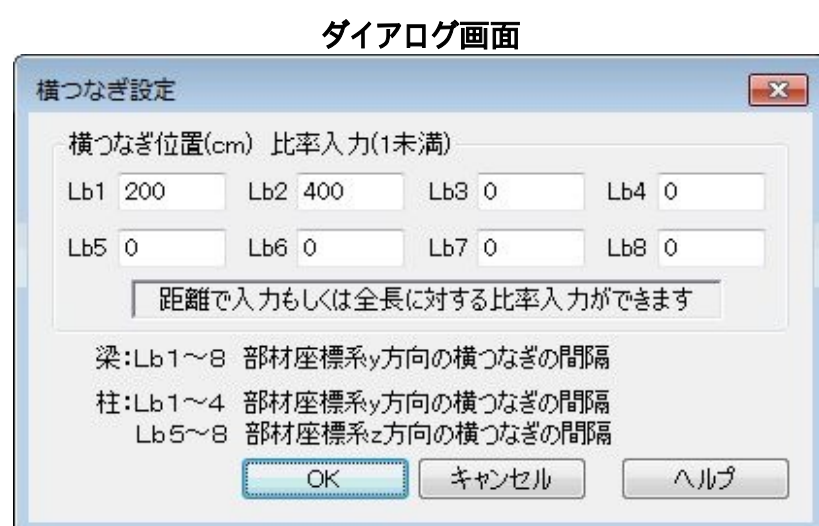 ダイアログ画面
横つなぎ設定
横つなぎ位置(cm) 比率入力(1未満)
Lb1 200 Lb2 400 Lb3 0 Lb4 0
Lb5 0 Lb6 0 Lb7 0 Lb8 0
距離で入力もしくは全長に対する比率入力ができます
梁:Lb1～8 部材座標系y方向の横つなぎの間隔
柱:Lb1～4 部材座標系y方向の横つなぎの間隔
Lb5～8 部材座標系z方向の横つなぎの間隔
OK キャンセル ヘルプ